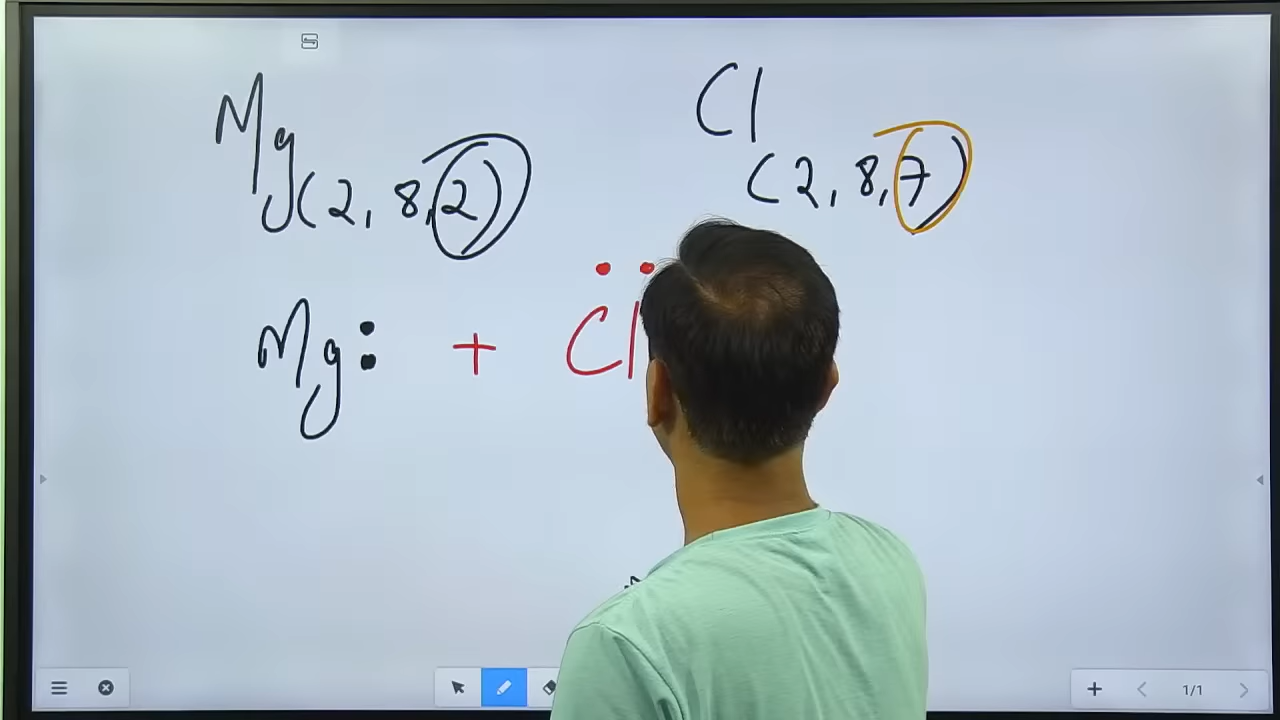 Mg (2, 8, 2)
Cl (2, 8, 7)
Mg: + Cl
1/1